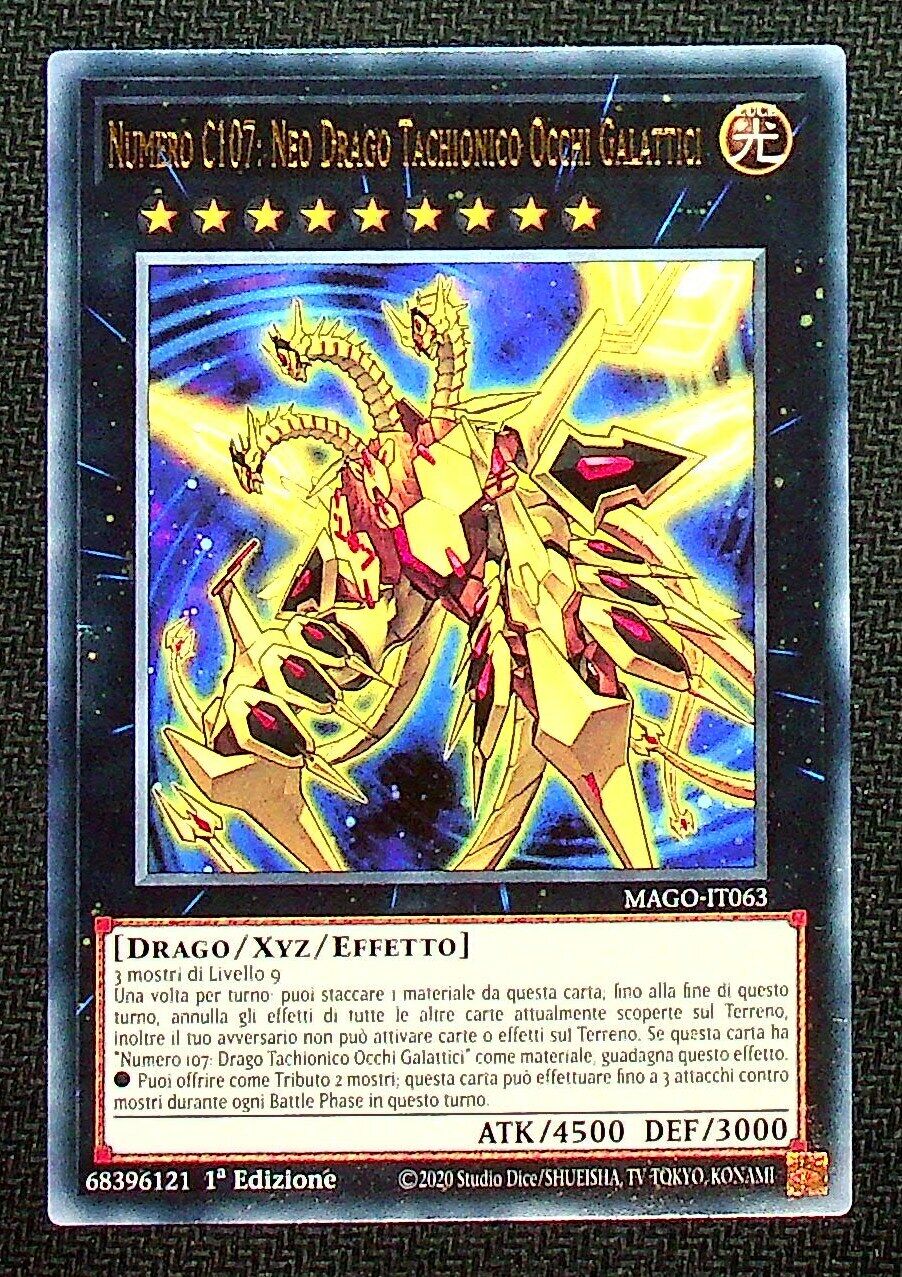 NUMERO C107: NEO DRAGO TACHIONICO OCCHI GALATTICI
LUCE
光
MAGO-IT063
[DRAGO/XYZ/EFFETTO]
3 mostri di Livello 9
Una volta per turno: puoi staccare 1 materiale da questa carta; fino alla fine di questo
turno, annulla gli effetti di tutte le altre carte attualmente scoperte sul Terreno,
inoltre il tuo avversario non può attivare carte o effetti sul Terreno. Se questa carta ha
"Numero 107: Drago Tachionico Occhi Galattici" come materiale, guadagna questo effetto.
● Puoi offrire come Tributo 2 mostri; questa carta può effettuare fino a 3 attacchi contro
mostri durante ogni Battle Phase in questo turno.
ATK/4500 DEF/3000
68396121 1ª Edizione ©2020 Studio Dice/SHUEISHA, TV TOKYO, KONAMI